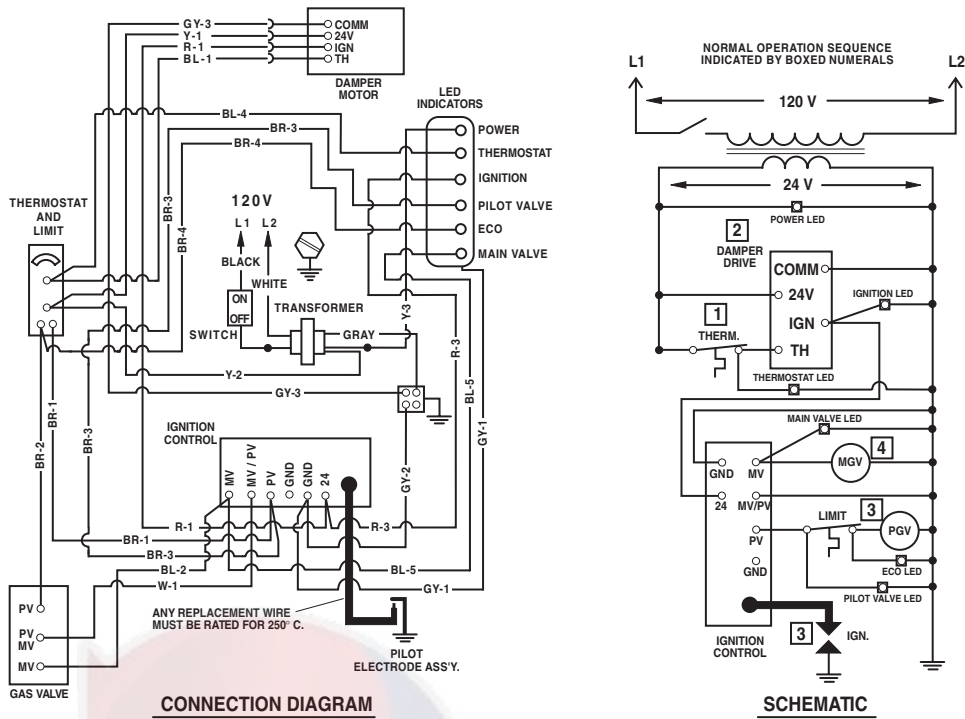 GY-3
Y-1
R-1
BL-1
COMM
24V
IGN
TH
DAMPER
MOTOR
LED
INDICATORS
POWER
THERMOSTAT
IGNITION
PILOT VALVE
ECO
MAIN VALVE
BL-4
BR-3
BR-4
THERMOSTAT
AND
LIMIT
BR-3
BR-4
120V
L1 L2
BLACK
WHITE
ON
OFF
SWITCH
TRANSFORMER
GRAY
Y-3
R-3
BL-5
GY-1
Y-2
GY-3
BR-2
BR-1
BR-3
IGNITION
CONTROL
MV
MV / PV
PV
GND
GND
24
GY-2
R-1
R-3
BR-1
BR-3
BL-2
BL-5
W-1
GY-1
ANY REPLACEMENT WIRE
MUST BE RATED FOR 250° C.
PV
PV
MV
MV
GAS VALVE
PILOT
ELECTRODE ASS'Y.
CONNECTION DIAGRAM
NORMAL OPERATION SEQUENCE
INDICATED BY BOXED NUMERALS
L1
L2
120 V
24 V
POWER LED
2
DAMPER
DRIVE
COMM
24V
IGN
TH
IGNITION LED
1
THERM.
THERMOSTAT LED
MAIN VALVE LED
GND
MV
MGV
4
24
MV/PV
PV
LIMIT
3
PGV
GND
ECO LED
PILOT VALVE LED
3
IGN.
IGNITION
CONTROL
SCHEMATIC